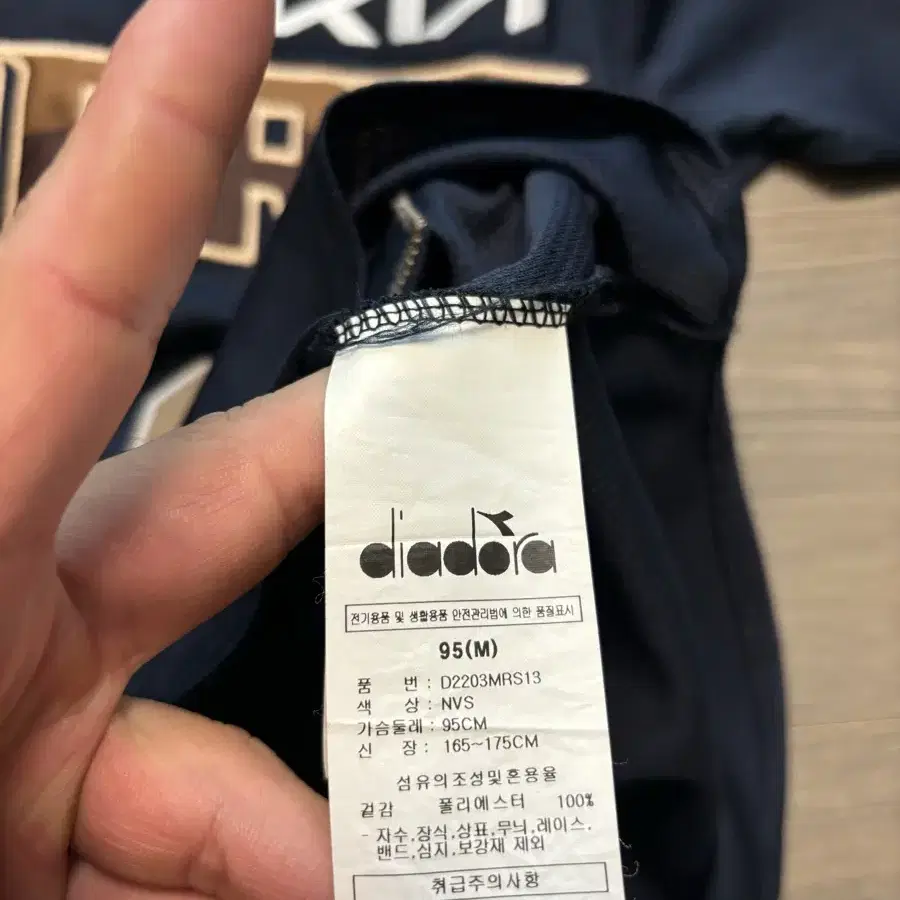 diadora
전기용품 및 생활용품 안전관리법에 의한 품질표시
95(M)
품 번 : D2203MRS13
색 상 : NVS
가슴둘레 : 95CM
신 장 : 165~175CM
섬유의조성및혼용율
겉감 폴리에스터 100%
- 자수,장식,상표,무늬,레이스,
밴드,심지,보강재 제외
취급주의사항